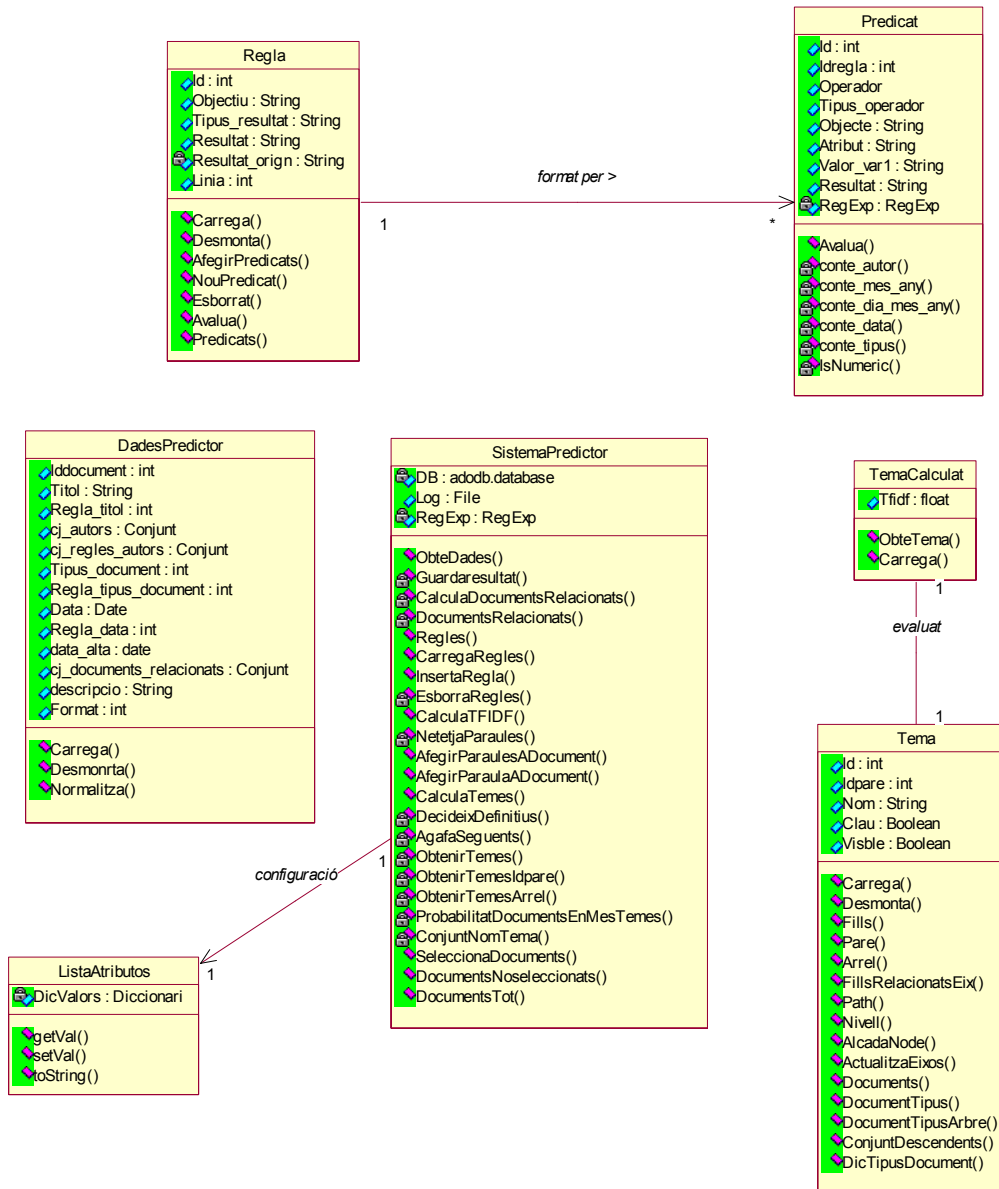 Regla
Id : int
Objectiu : String
Tipus_resultat : String
Resultat : String
Resultat_orign : String
Linia : int
Carrega()
Desmonta()
AfegirPredicats()
NouPredicat()
Esborrat()
Avalua()
Predicats()
format per >
1
*
Predicat
Id : int
Idregla : int
Operador
Tipus_operador
Objecte : String
Atribut : String
Valor_var1 : String
Resultat : String
RegExp : RegExp
Avalua()
conte_autor()
conte_mes_any()
conte_dia_mes_any()
conte_data()
conte_tipus()
IsNumeric()
DadesPredictor
Iddocument : int
Titol : String
Regla_titol : int
cj_autors : Conjunt
cj_regles_autors : Conjunt
Tipus_document : int
Regla_tipus_document : int
Data : Date
Regla_data : int
data_alta : date
cj_documents_relacionats : Conjunt
descripcio : String
Format : int
Carrega()
Desmonrta()
Normalitza()
SistemaPredictor
DB : adodb.database
Log : File
RegExp : RegExp
ObteDades()
Guardaresultat()
CalculaDocumentsRelacionats()
DocumentsRelacionats()
Regles()
CarregaRegles()
InsertaRegla()
EsborraRegles()
CalculaTFIDF()
NetetjaParaules()
AfegirParaulesADocument()
AfegirParaulaADocument()
CalculaTemes()
DecideixDefinitius()
AgafaSeguents()
ObtenirTemes()
ObtenirTemesIdpare()
ObtenirTemesArrel()
ProbabilitatDocumentsEnMesTemes()
ConjuntNomTema()
SeleccionaDocuments()
DocumentsNoseleccionats()
DocumentsTot()
TemaCalculat
Tfidf : float
ObteTema()
Carrega()
1
evaluat
1
Tema
Id : int
Idpare : int
Nom : String
Clau : Boolean
Visble : Boolean
Carrega()
Desmonta()
Fills()
Pare()
Arrel()
FillsRelacionatsEix()
Path()
Nivell()
AlcadaNode()
ActualitzaEixos()
Documents()
DocumentTipus()
DocumentTipusArbre()
ConjuntDescendents()
DicTipusDocument()
1
configuració
1
ListaAtributos
DicValors : Diccionari
getVal()
setVal()
toString()